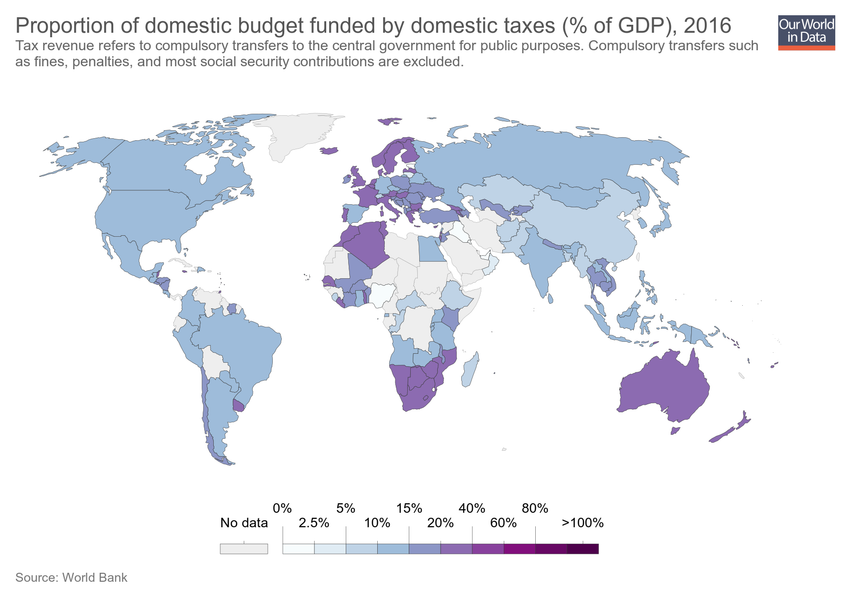 Proportion of domestic budget funded by domestic taxes (% of GDP), 2016
Our World
in Data
Tax revenue refers to compulsory transfers to the central government for public purposes. Compulsory transfers such
as fines, penalties, and most social security contributions are excluded.
0% 5% 15% 40% 80%
No data 2.5% 10% 20% 60% >100%
Source: World Bank